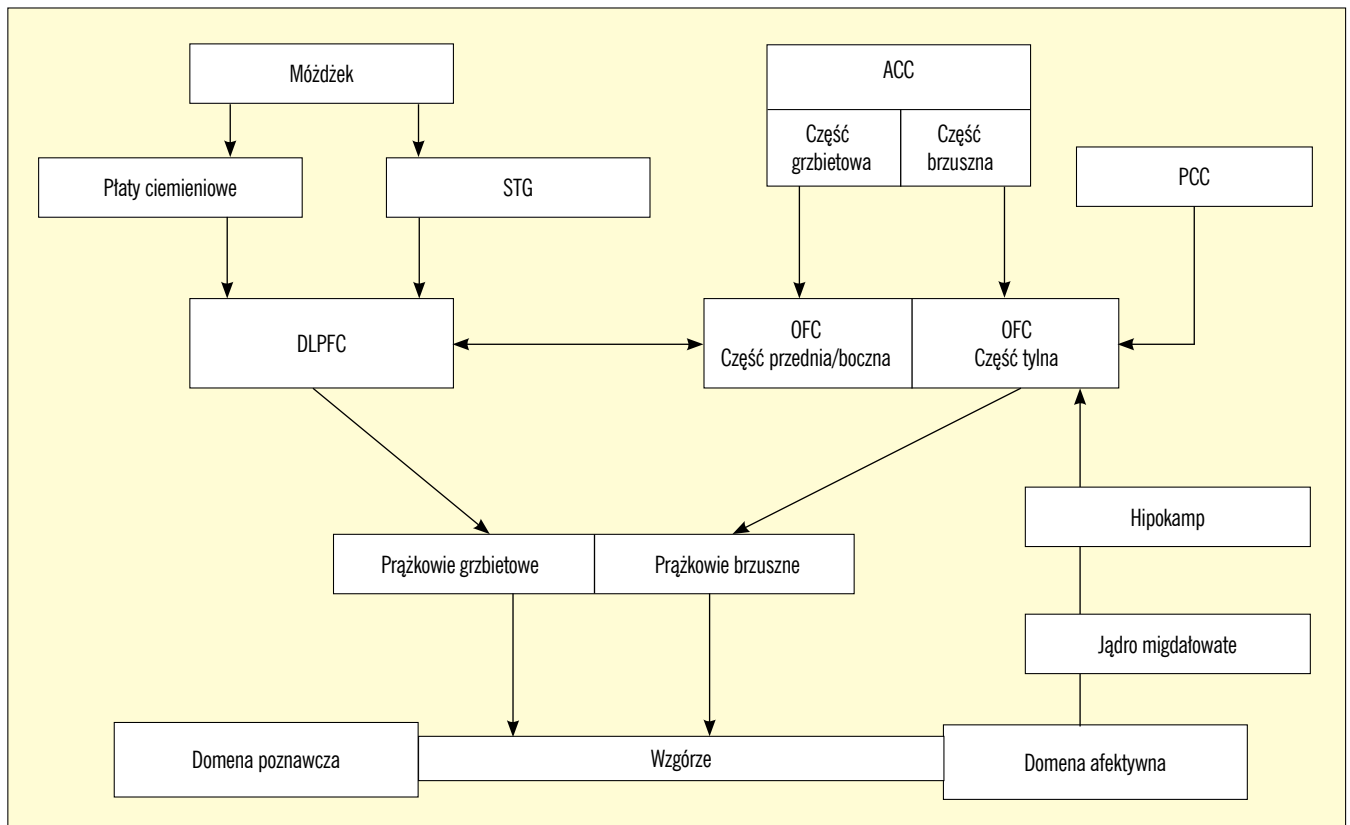 Móżdżek
ACC
Część
grzbietowa
Część
brzuszna
Płaty ciemieniowe
STG
PCC
DLPFC
OFC
Część przednia/boczna
OFC
Część tylna
Hipokamp
Prążkowie grzbietowe
Prążkowie brzuszne
Jądro migdałowate
Domena poznawcza
Wzgórze
Domena afektywna